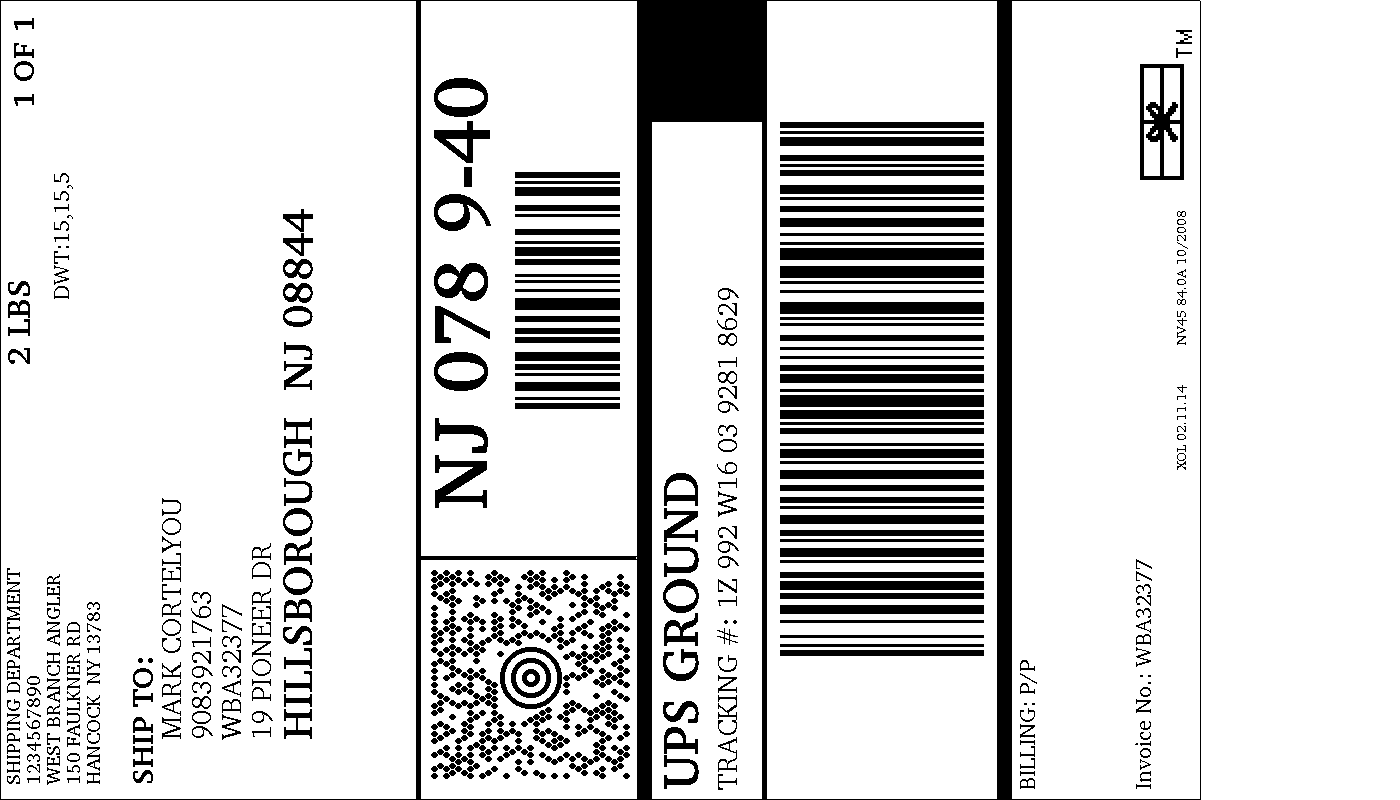 SHIPPING DEPARTMENT
1234567890
WEST BRANCH ANGLER
150 FAULKNER RD
HANCOCK NY 13783
2 LBS
1 OF 1
DWT:15,15,5
SHIP TO:
MARK CORTELYOU
9083921763
WBA32377
19 PIONEER DR
HILLSBOROUGH NJ 08844
NJ 078 9-40
UPS GROUND
TRACKING #: 1Z 992 W16 03 9281 8629
BILLING: P/P
Invoice No.: WBA32377
XOL 02.11.14
NV45 84.0A 10/2008
TM